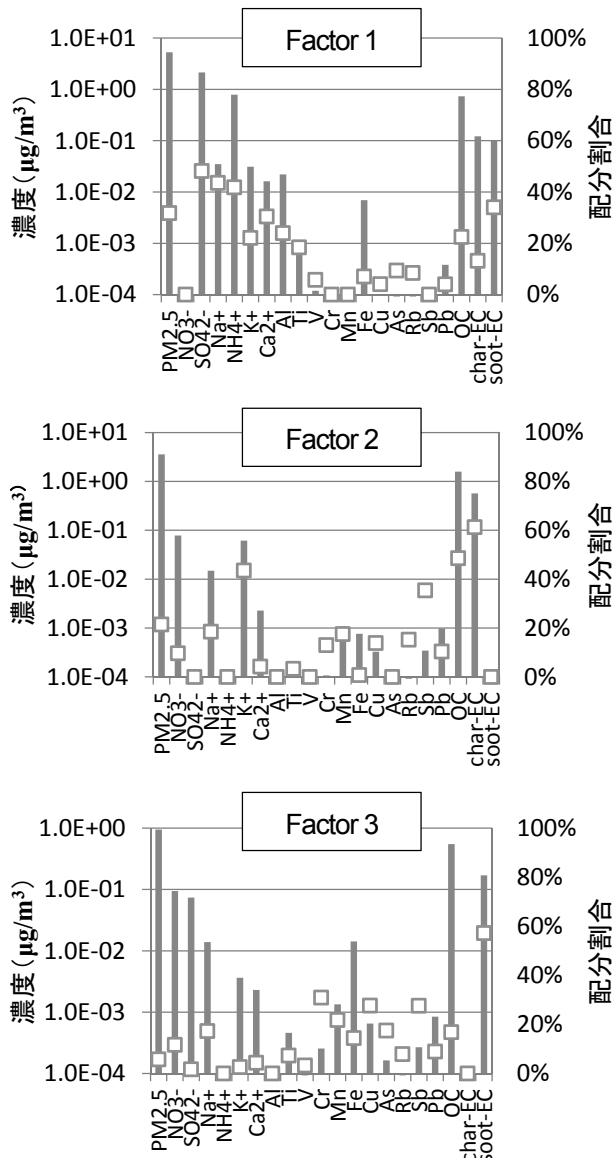 Factor 1
濃度（μg/m³）
1.0E+01
1.0E+00
1.0E-01
1.0E-02
1.0E-03
1.0E-04
100%
80%
60%
40%
20%
0%
配分割合
PM2.5
NO3-
SO42-
Na+
NH4+
K+
Ca2+
Al
Ti
V
Cr
Mn
Fe
Cu
As
Rb
Sb
Pb
OC
char-EC
soot-EC
Factor 2
濃度（μg/m³）
1.0E+01
1.0E+00
1.0E-01
1.0E-02
1.0E-03
1.0E-04
100%
80%
60%
40%
20%
0%
配分割合
PM2.5
NO3-
SO42-
Na+
NH4+
K+
Ca2+
Al
Ti
V
Cr
Mn
Fe
Cu
As
Rb
Sb
Pb
OC
char-EC
soot-EC
Factor 3
濃度（μg/m³）
1.0E+00
1.0E-01
1.0E-02
1.0E-03
1.0E-04
100%
80%
60%
40%
20%
0%
配分割合
PM2.5
NO3-
SO42-
Na+
NH4+
K+
Ca2+
Al
Ti
V
Cr
Mn
Fe
Cu
As
Rb
Sb
Pb
OC
char-EC
soot-EC